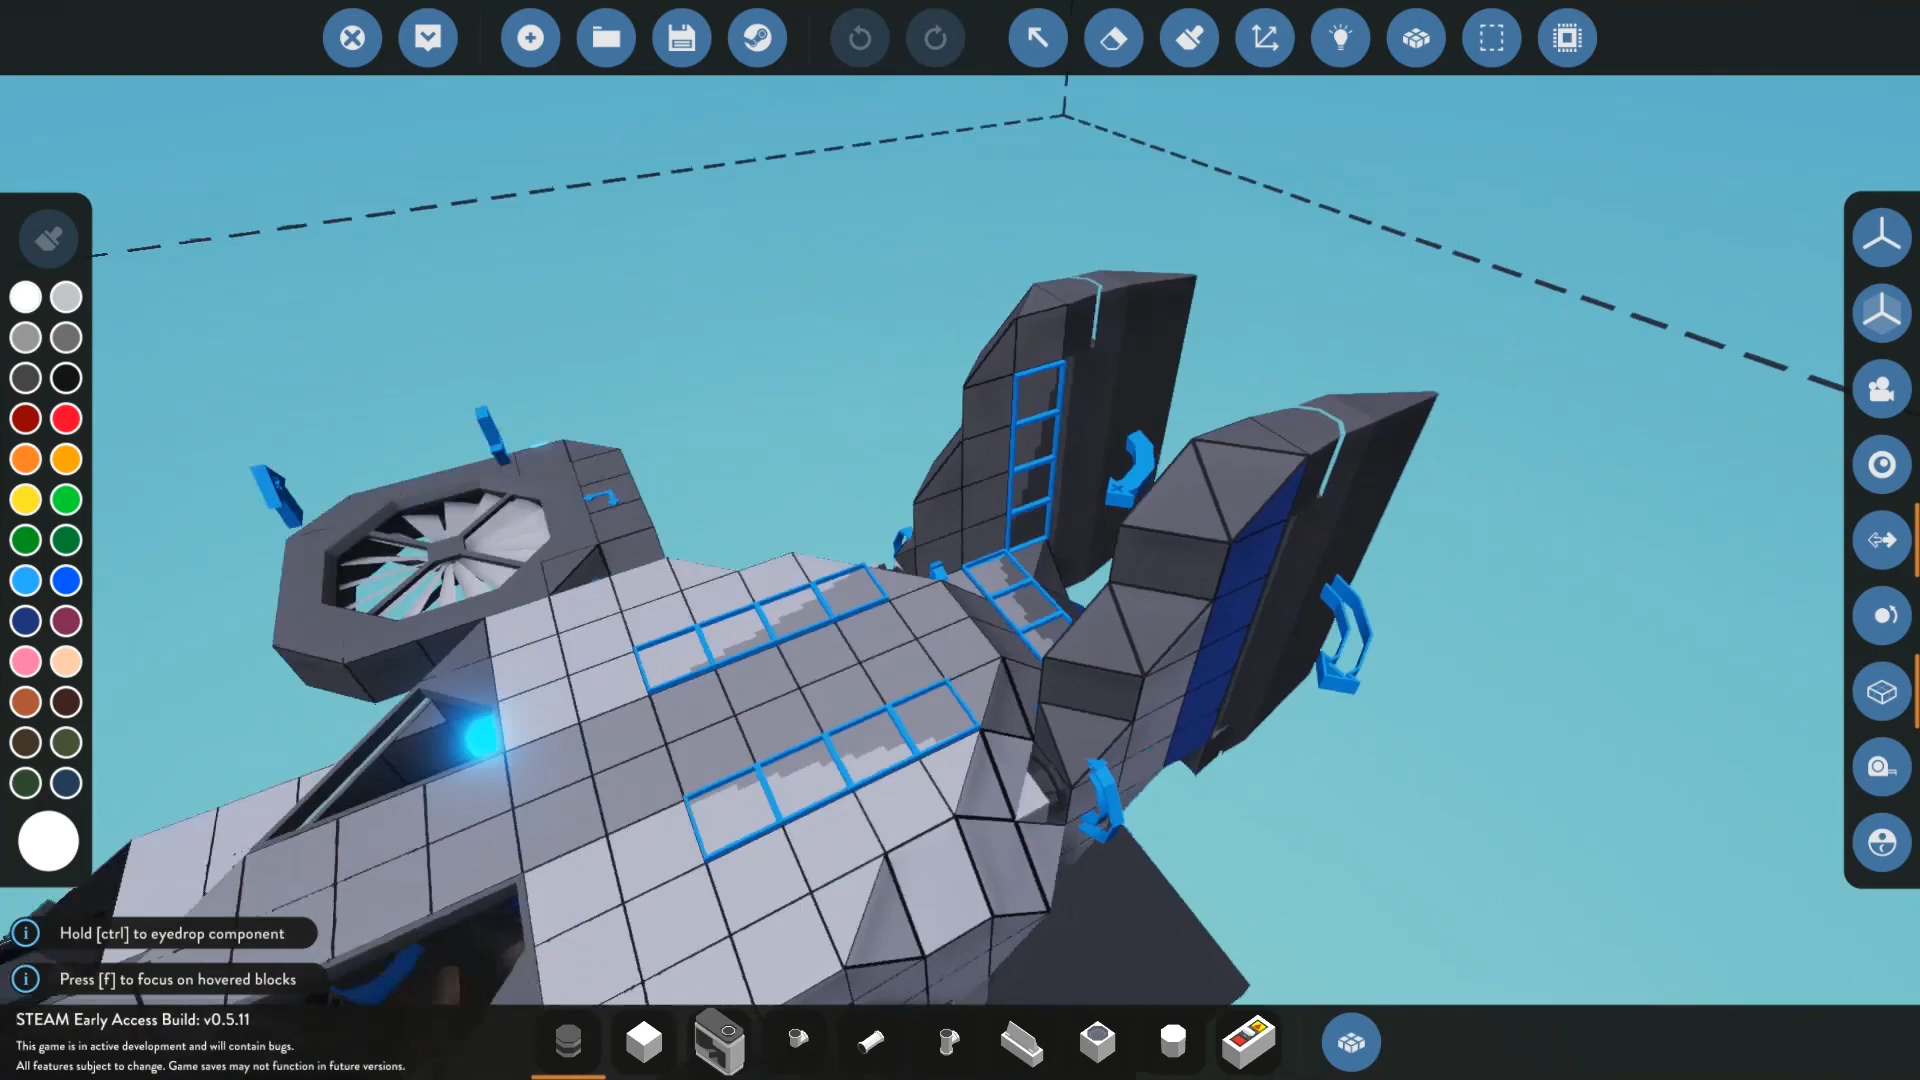 Hold [ctrl] to eyedrop component
Press [f] to focus on hovered blocks
STEAM Early Access Build: v0.5.11
This game is in active development and will contain bugs.
All features subject to change. Game saves may not function in future versions.